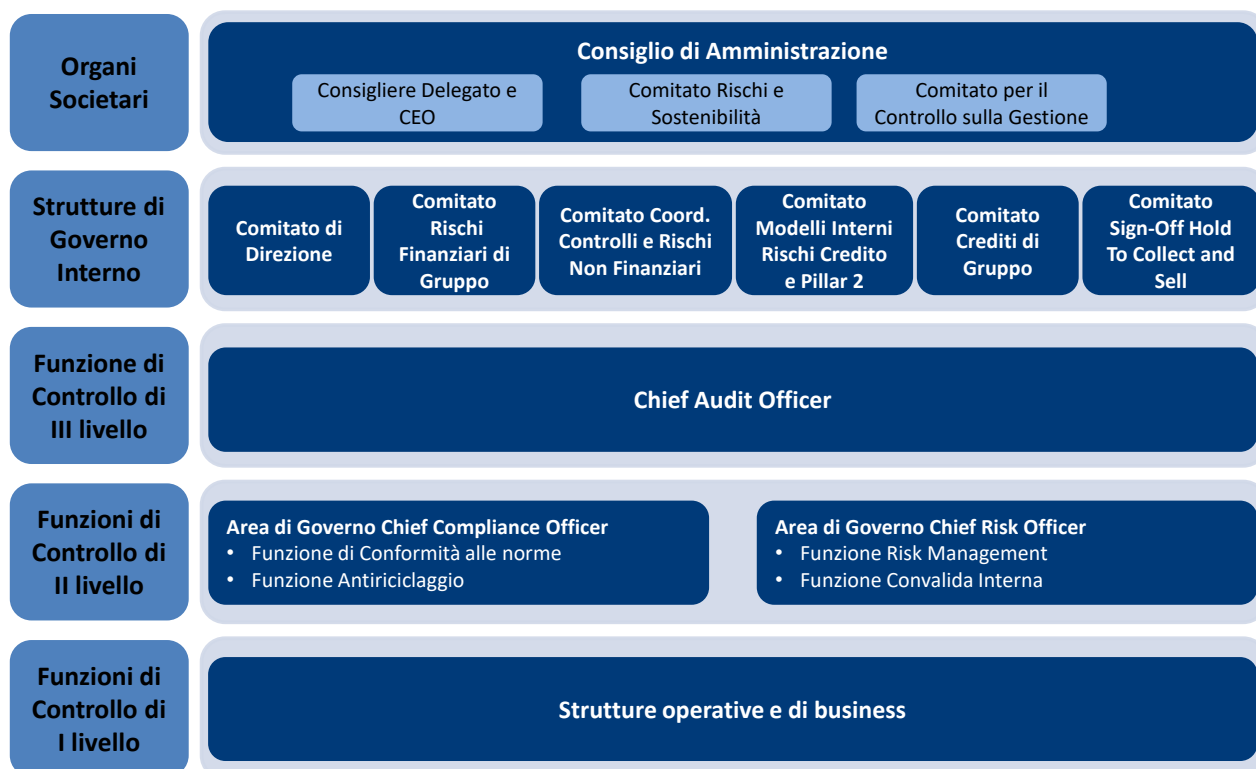 Organi
Societari
Consiglio di Amministrazione
Consigliere Delegato e
CEO
Comitato Rischi e
Sostenibilità
Comitato per il
Controllo sulla Gestione
Strutture di
Governo
Interno
Comitato di
Direzione
Comitato
Rischi
Finanziari di
Gruppo
Comitato Coord.
Controlli e Rischi
Non Finanziari
Comitato
Modelli Interni
Rischi Credito
e Pillar 2
Comitato
Crediti di
Gruppo
Comitato
Sign-Off Hold
To Collect and
Sell
Funzione di
Controllo di
III livello
Chief Audit Officer
Funzioni di
Controllo di
II livello
Area di Governo Chief Compliance Officer
• Funzione di Conformità alle norme
• Funzione Antiriciclaggio
Area di Governo Chief Risk Officer
• Funzione Risk Management
• Funzione Convalida Interna
Funzioni di
Controllo di
I livello
Strutture operative e di business